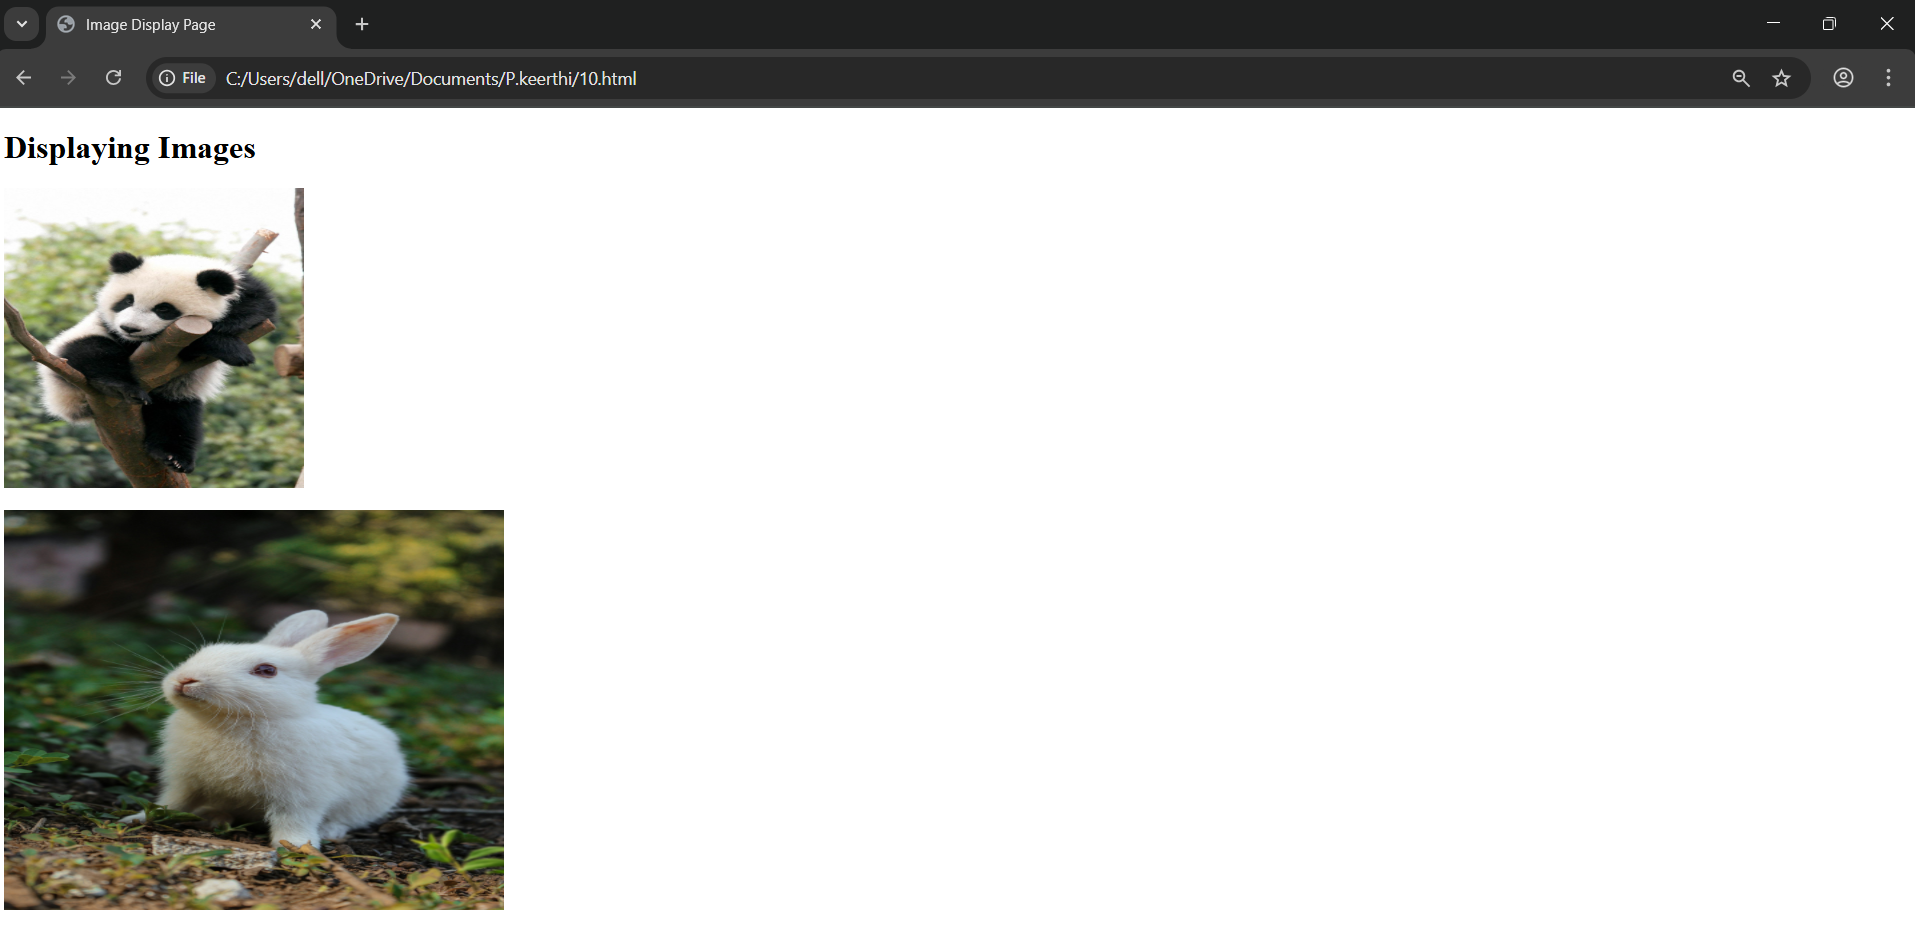 Image Display Page
File C:/Users/dell/OneDrive/Documents/P.keerthi/10.html
Displaying Images